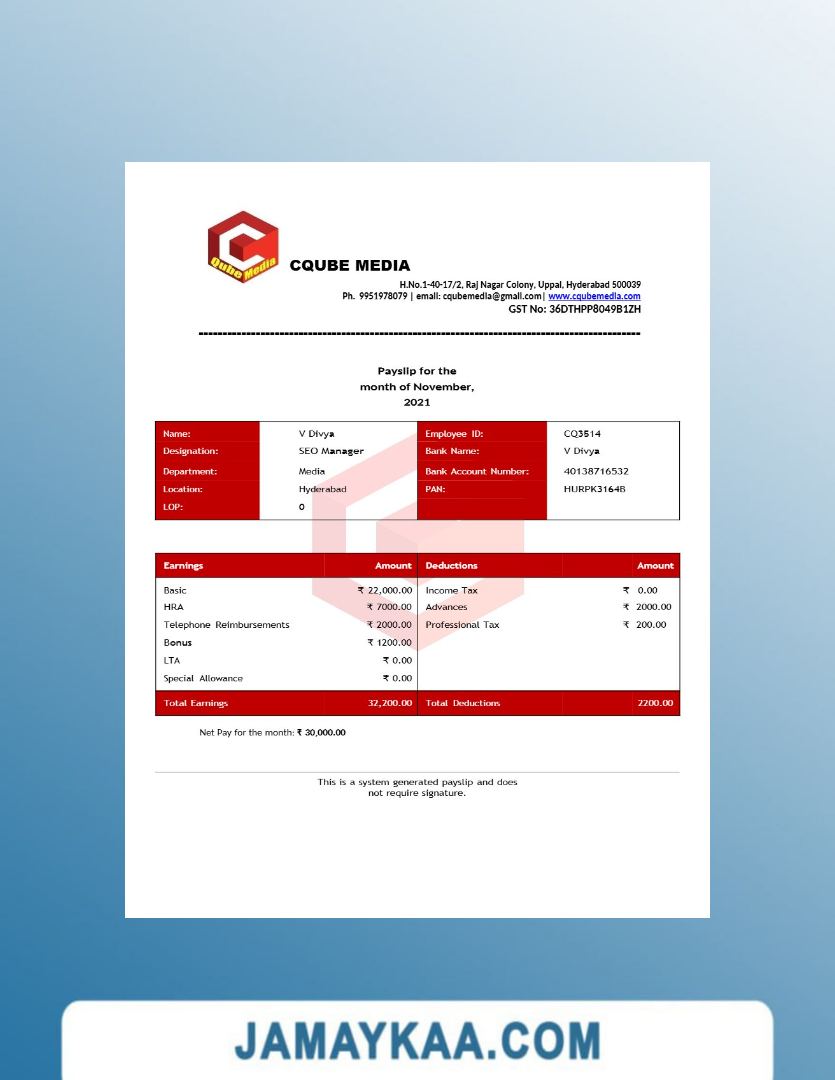 Qube Media
CQUBE MEDIA
H.No.1-40-17/2, Raj Nagar Colony, Uppal, Hyderabad 500039
Ph. 9951978079 | email: cqubemedia@gmail.com| www.cqubemedia.com
GST No: 36DTHPP8049B1ZH
Payslip for the
month of November,
2021
Name: V Divya Employee ID: CQ3514
Designation: SEO Manager Bank Name: V Divya
Department: Media Bank Account Number: 40138716532
Location: Hyderabad PAN: HURPK3164B
LOP: 0
Earnings Amount Deductions Amount
Basic ₹ 22,000.00 Income Tax ₹ 0.00
HRA ₹ 7000.00 Advances ₹ 2000.00
Telephone Reimbursements ₹ 2000.00 Professional Tax ₹ 200.00
Bonus ₹ 1200.00
LTA ₹ 0.00
Special Allowance ₹ 0.00
Total Earnings 32,200.00 Total Deductions 2200.00
Net Pay for the month: ₹ 30,000.00
This is a system generated payslip and does
not require signature.
JAMAYKAA.COM